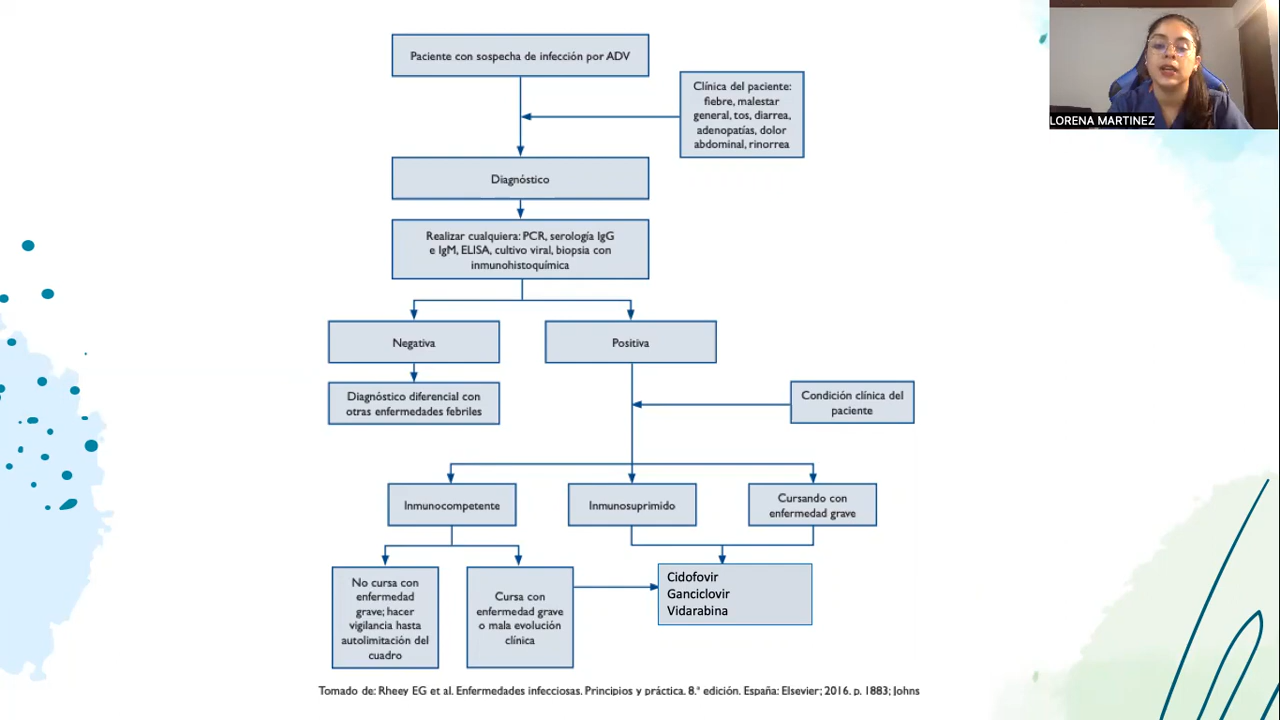 Paciente con sospecha de infección por ADV
Clínica del paciente:
fiebre, malestar
general, tos, diarrea,
adenopatías, dolor
abdominal, rinorrea
LORENA MARTINEZ
Diagnóstico
Realizar cualquiera: PCR, serología IgG
e IgM, ELISA, cultivo viral, biopsia con
inmunohistoquímica
Negativa
Positiva
Diagnóstico diferencial con
otras enfermedades febriles
Condición clínica del
paciente
Inmunocompetente
Inmunosuprimido
Cursando con
enfermedad grave
No cursa con
enfermedad
grave; hacer
vigilancia hasta
autolimitación del
cuadro
Cursa con
enfermedad grave
o mala evolución
clínica
Cidofovir
Ganciclovir
Vidarabina
Tomado de: Rheey EG et al. Enfermedades infecciosas. Principios y práctica. 8.ª edición. España: Elsevier; 2016. p. 1883; Johns